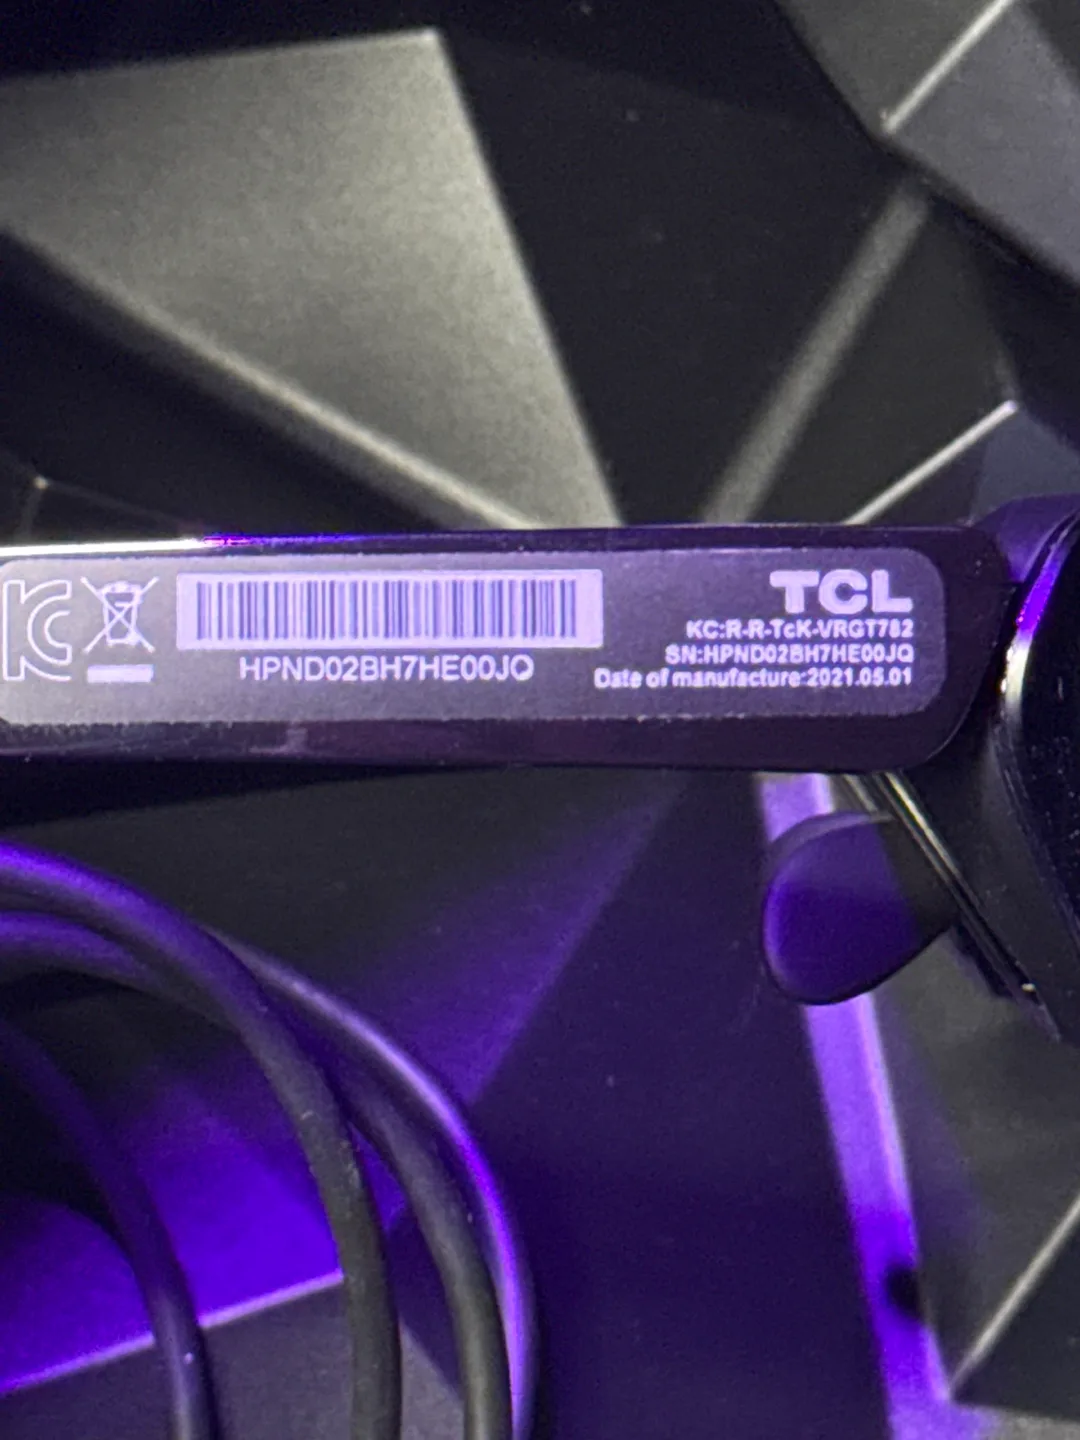 TCL
KC:R-R-TcK-VRGT782
SN:HPND02BH7HE00JQ
Date of manufacture:2021.05.01
HPND02BH7HE00JQ